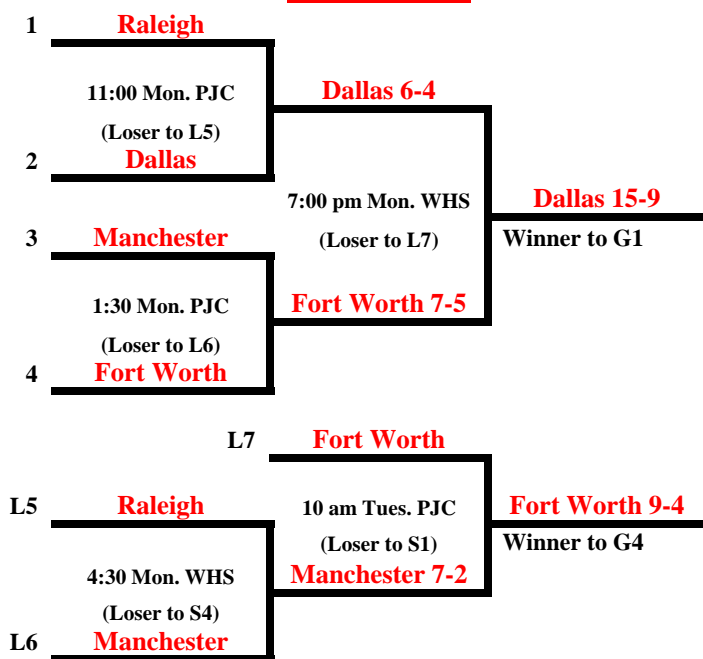 1 Raleigh
11:00 Mon. PJC
(Loser to L5)
Dallas 6-4
2 Dallas
7:00 pm Mon. WHS
(Loser to L7)
Dallas 15-9
Winner to G1
3 Manchester
1:30 Mon. PJC
(Loser to L6)
Fort Worth 7-5
4 Fort Worth
L7 Fort Worth
L5 Raleigh
10 am Tues. PJC
(Loser to S1)
Fort Worth 9-4
Winner to G4
4:30 Mon. WHS
(Loser to S4)
Manchester 7-2
L6 Manchester